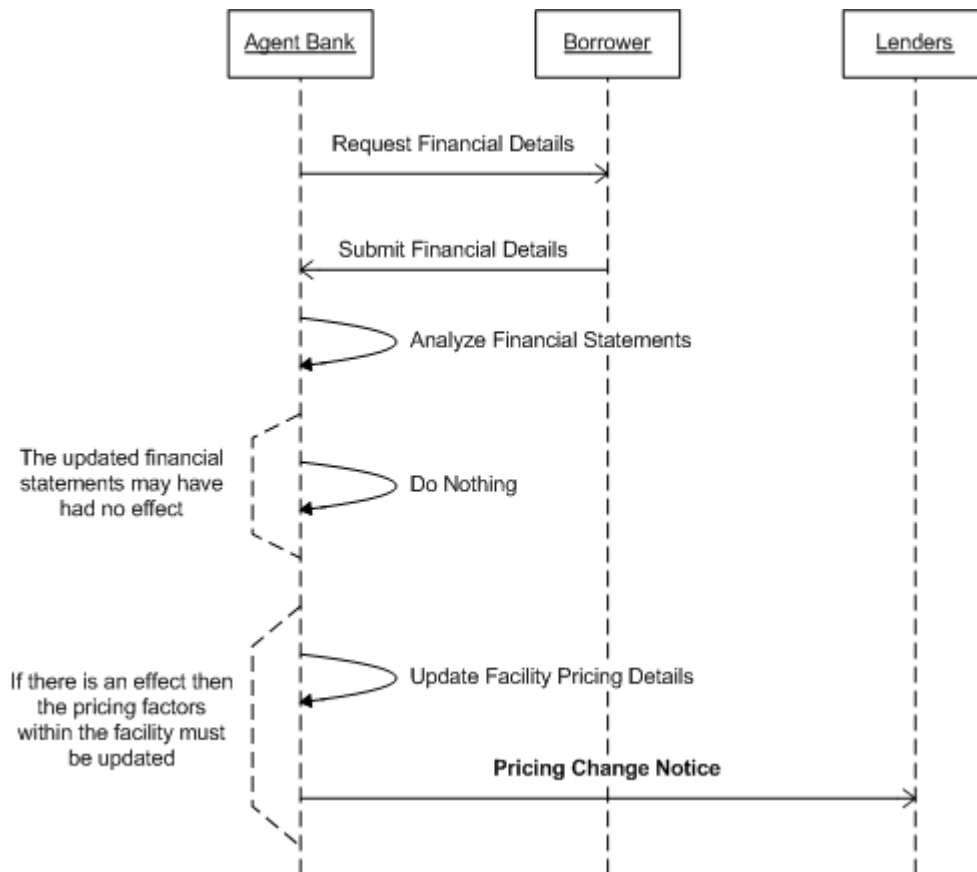 Agent Bank
Borrower
Lenders
Request Financial Details
Submit Financial Details
Analyze Financial Statements
The updated financial
statements may have
had no effect
Do Nothing
If there is an effect then
the pricing factors
within the facility must
be updated
Update Facility Pricing Details
Pricing Change Notice